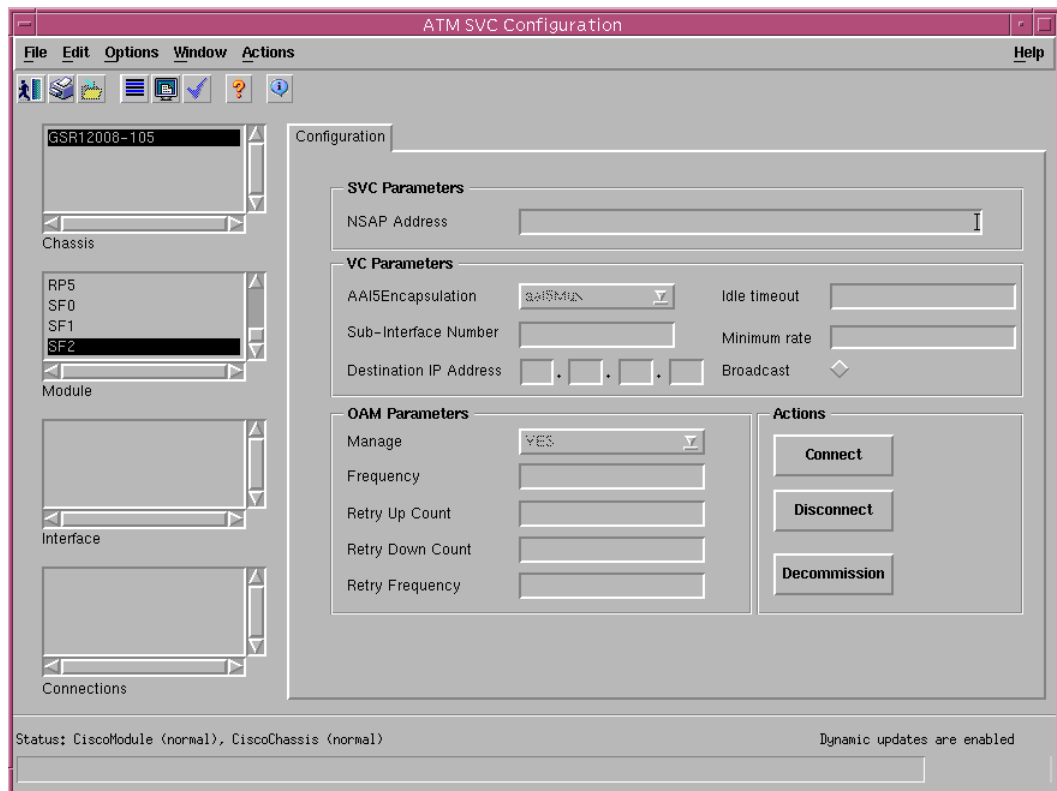 ATM SVC Configuration
File Edit Options Window Actions Help
GSR12008-105
Chassis
RP5
SF0
SF1
SF2
Module
Interface
Connections
Configuration
SVC Parameters
NSAP Address
VC Parameters
AAl5Encapsulation aal5Mux Idle timeout
Sub-Interface Number Minimum rate
Destination IP Address . . . Broadcast
OAM Parameters
Manage YES
Frequency
Retry Up Count
Retry Down Count
Retry Frequency
Actions
Connect
Disconnect
Decommission
Status: CiscoModule (normal), CiscoChassis (normal) Dynamic updates are enabled